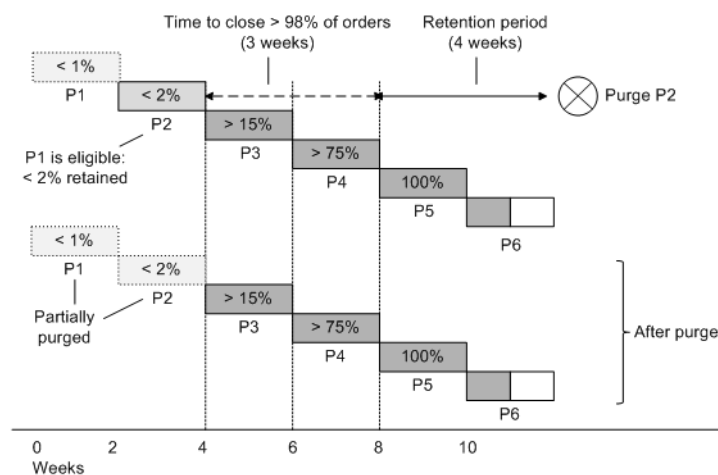 Time to close > 98% of orders
(3 weeks)
Retention period
(4 weeks)
< 1%
P1
< 2%
P2
Purge P2
> 15%
P3
P1 is eligible:
< 2% retained
> 75%
P4
100%
P5
P6
< 1%
P1
< 2%
P2
Partially
purged
> 15%
P3
> 75%
P4
100%
P5
P6
After purge
0 2 4 6 8 10
Weeks